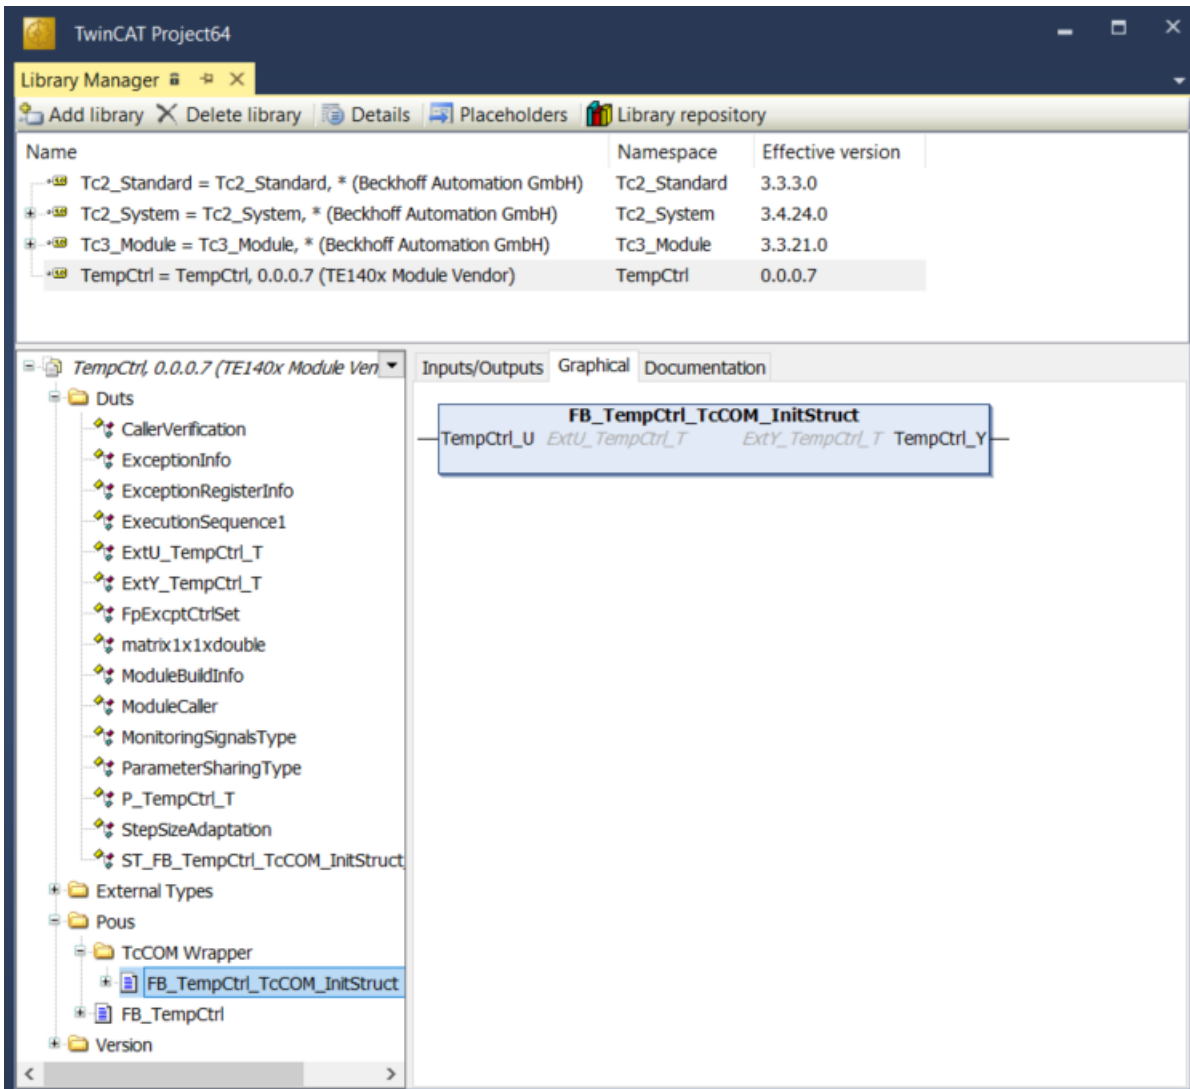 TwinCAT Project64
Library Manager
Add library Delete library Details Placeholders Library repository
Name Namespace Effective version
Tc2_Standard = Tc2_Standard, * (Beckhoff Automation GmbH) Tc2_Standard 3.3.3.0
Tc2_System = Tc2_System, * (Beckhoff Automation GmbH) Tc2_System 3.4.24.0
Tc3_Module = Tc3_Module, * (Beckhoff Automation GmbH) Tc3_Module 3.3.21.0
TempCtrl = TempCtrl, 0.0.0.7 (TE140x Module Vendor) TempCtrl 0.0.0.7
TempCtrl, 0.0.0.7 (TE140x Module Ven
Duts
CallerVerification
ExceptionInfo
ExceptionRegisterInfo
ExecutionSequence1
ExtU_TempCtrl_T
ExtY_TempCtrl_T
FpExcptCtrlSet
matrix1x1xdouble
ModuleBuildInfo
ModuleCaller
MonitoringSignalsType
ParameterSharingType
P_TempCtrl_T
StepSizeAdaptation
ST_FB_TempCtrl_TcCOM_InitStruct_
External Types
Pous
TcCOM Wrapper
FB_TempCtrl_TcCOM_InitStruct
FB_TempCtrl
Version
Inputs/Outputs Graphical Documentation
FB_TempCtrl_TcCOM_InitStruct
TempCtrl_U ExtU_TempCtrl_T ExtY_TempCtrl_T TempCtrl_Y